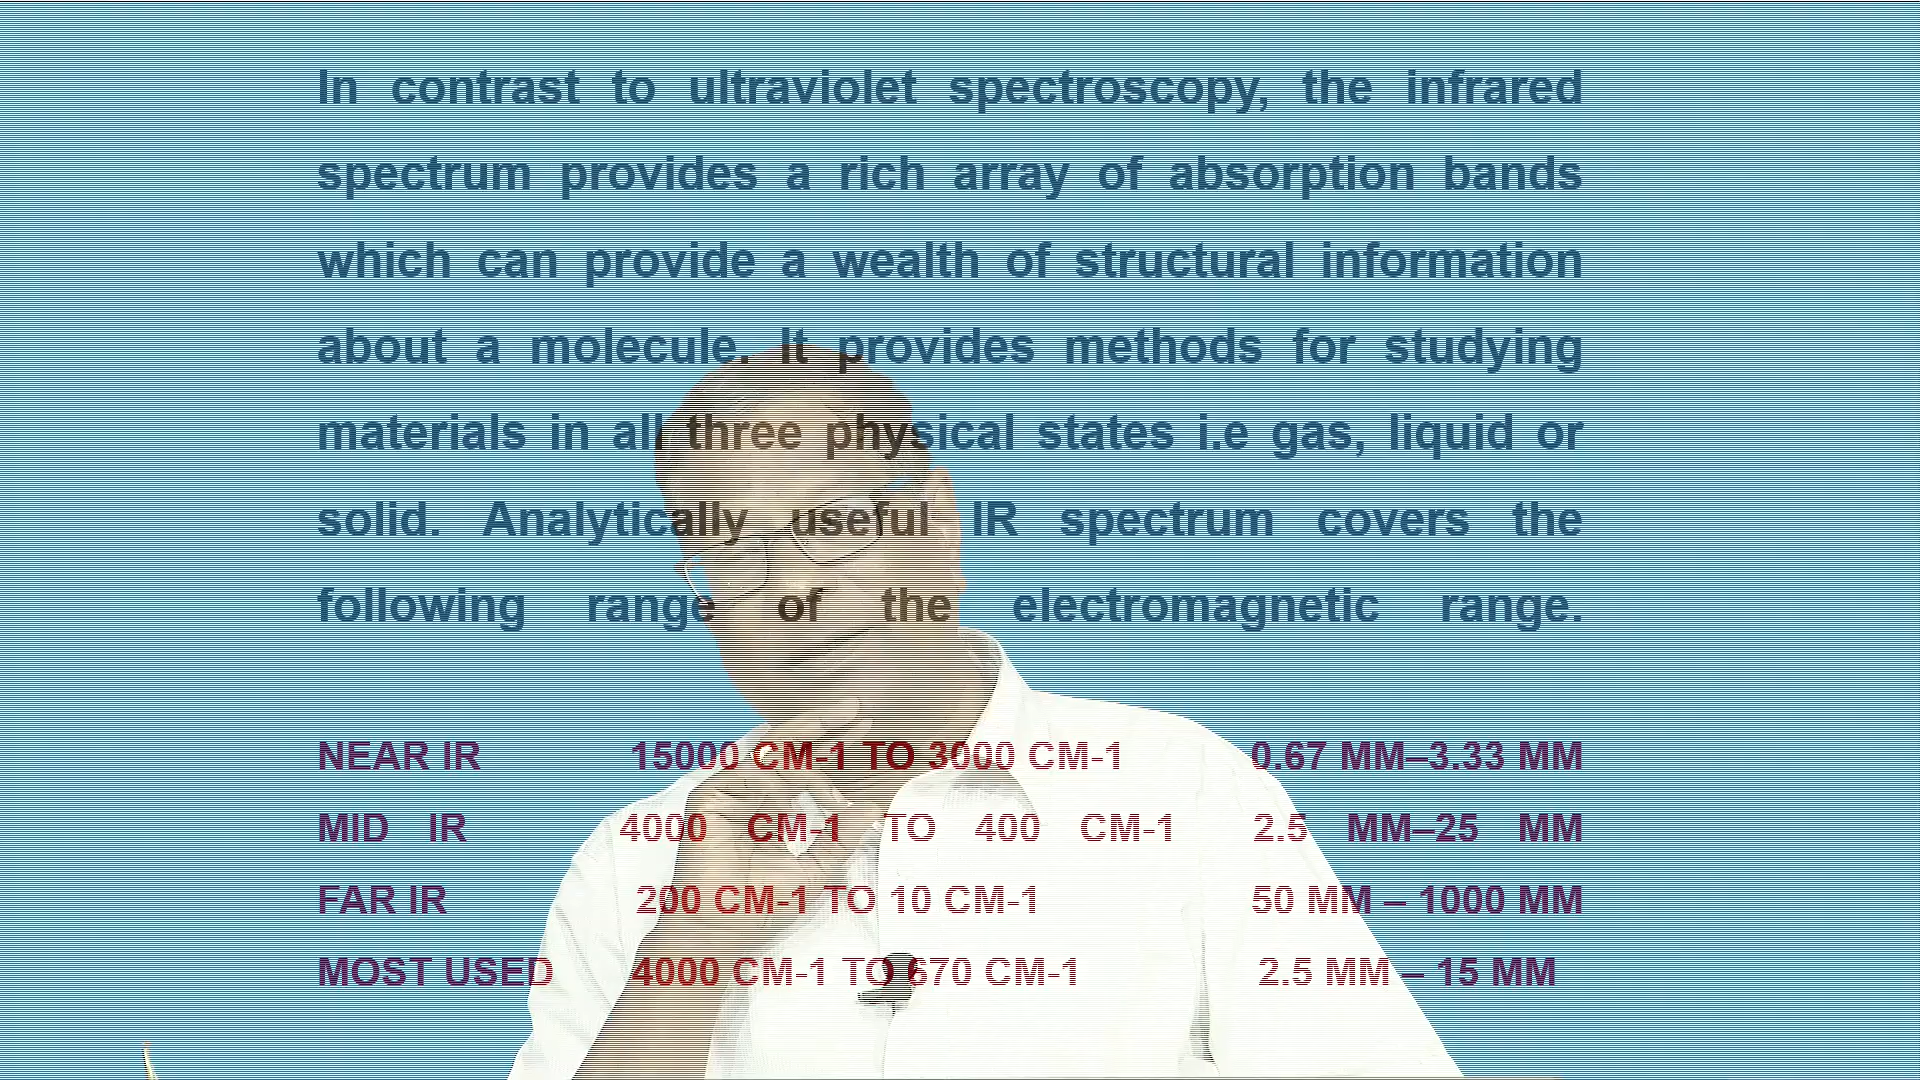 In contrast to ultraviolet spectroscopy, the infrared
spectrum provides a rich array of absorption bands
which can provide a wealth of structural information
about a molecule. It provides methods for studying
materials in all three physical states i.e gas, liquid or
solid. Analytically useful IR spectrum covers the
following range of the electromagnetic range.
NEAR IR 15000 CM-1 TO 3000 CM-1 0.67 MM–3.33 MM
MID IR 4000 CM-1 TO 400 CM-1 2.5 MM–25 MM
FAR IR 200 CM-1 TO 10 CM-1 50 MM – 1000 MM
MOST USED 4000 CM-1 TO 670 CM-1 2.5 MM – 15 MM